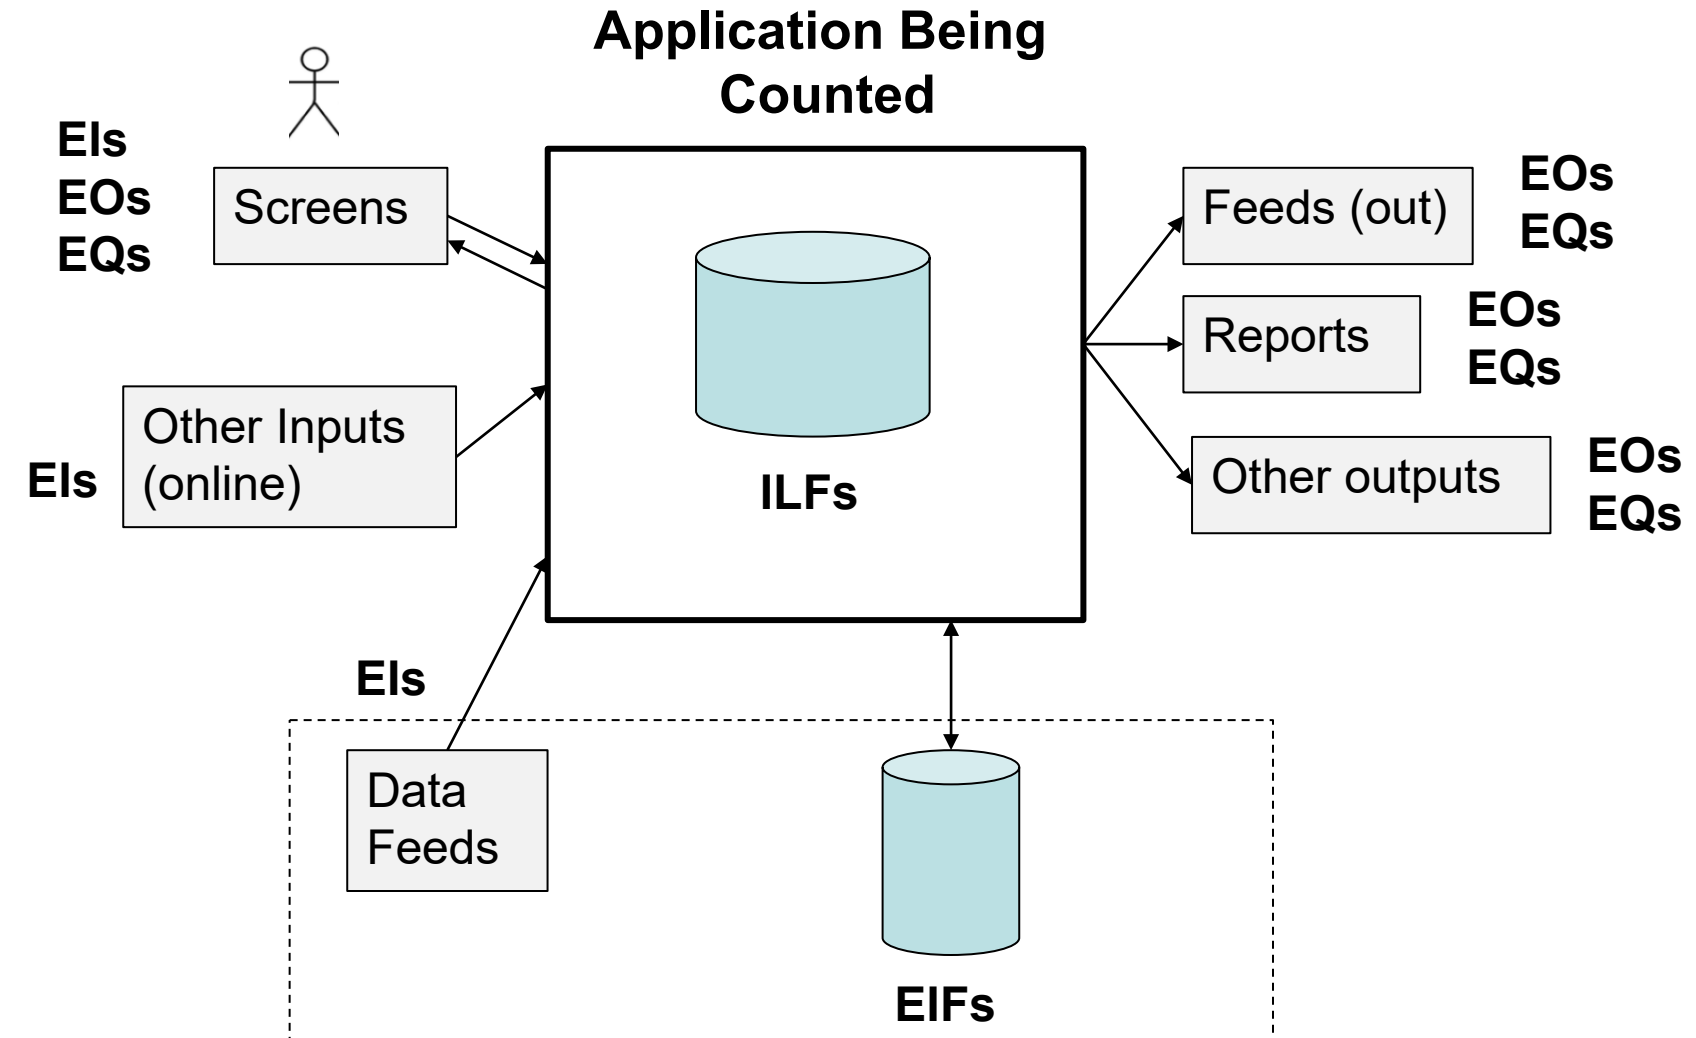 Application Being
Counted
EIs
EOs
EQs
Screens
Feeds (out)
EOs
EQs
Reports
EOs
EQs
Other Inputs
(online)
EIs
ILFs
Other outputs
EOs
EQs
EIs
Data
Feeds
EIFs